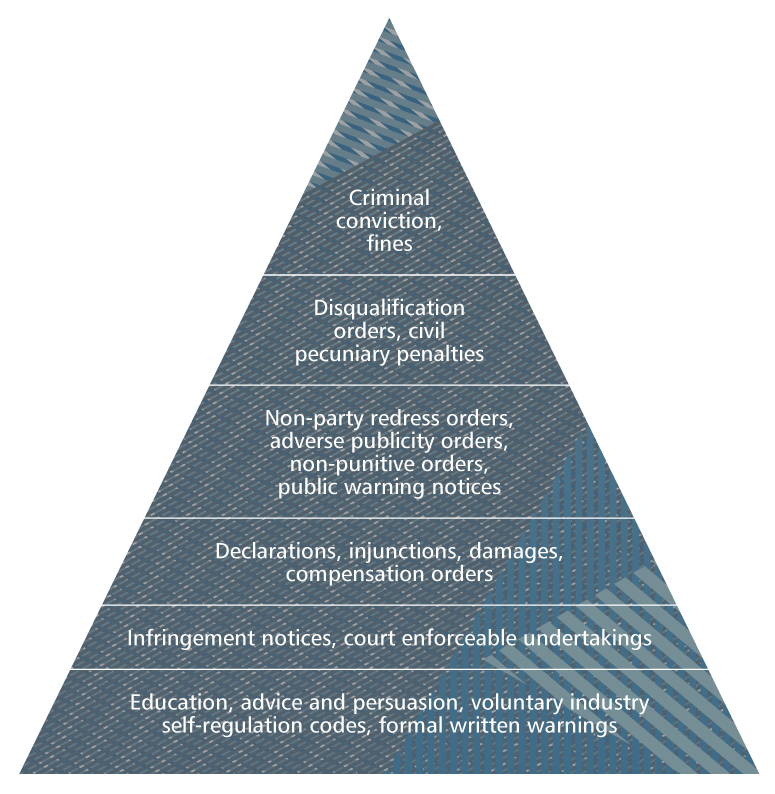 Criminal
conviction,
fines
Disqualification
orders, civil
pecuniary penalties
Non-party redress orders,
adverse publicity orders,
non-punitive orders,
public warning notices
Declarations, injunctions, damages,
compensation orders
Infringement notices, court enforceable undertakings
Education, advice and persuasion, voluntary industry
self-regulation codes, formal written warnings